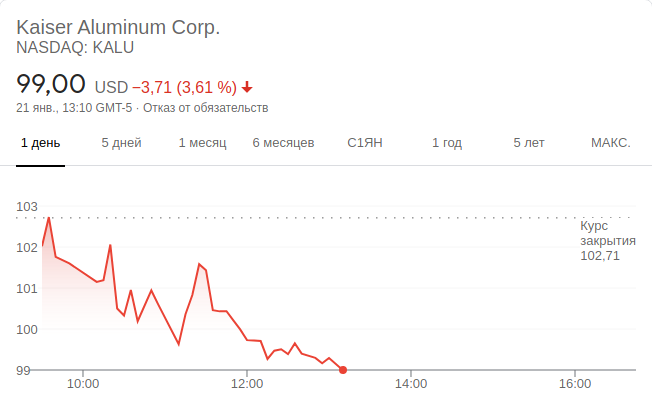 Kaiser Aluminum Corp.
NASDAQ: KALU
99,00 USD −3,71 (3,61 %)
21 янв., 13:10 GMT-5 · Отказ от обязательств
1 день 5 дней 1 месяц 6 месяцев С1ЯН 1 год 5 лет МАКС.
103
Курс
закрытия
102,71
102
101
100
99
10:00 12:00 14:00 16:00